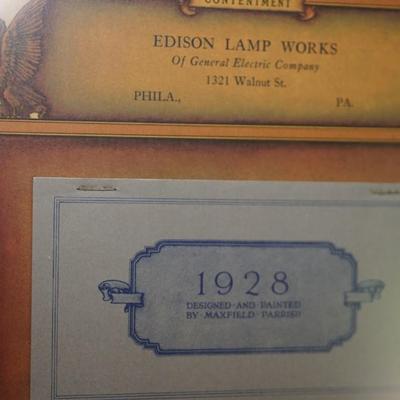 CONTENTMENT
EDISON LAMP WORKS
Of General Electric Company
1321 Walnut St.
PHILA., PA.
1928
DESIGNED·AND·PAINTED
BY·MAXFIELD·PARRISH